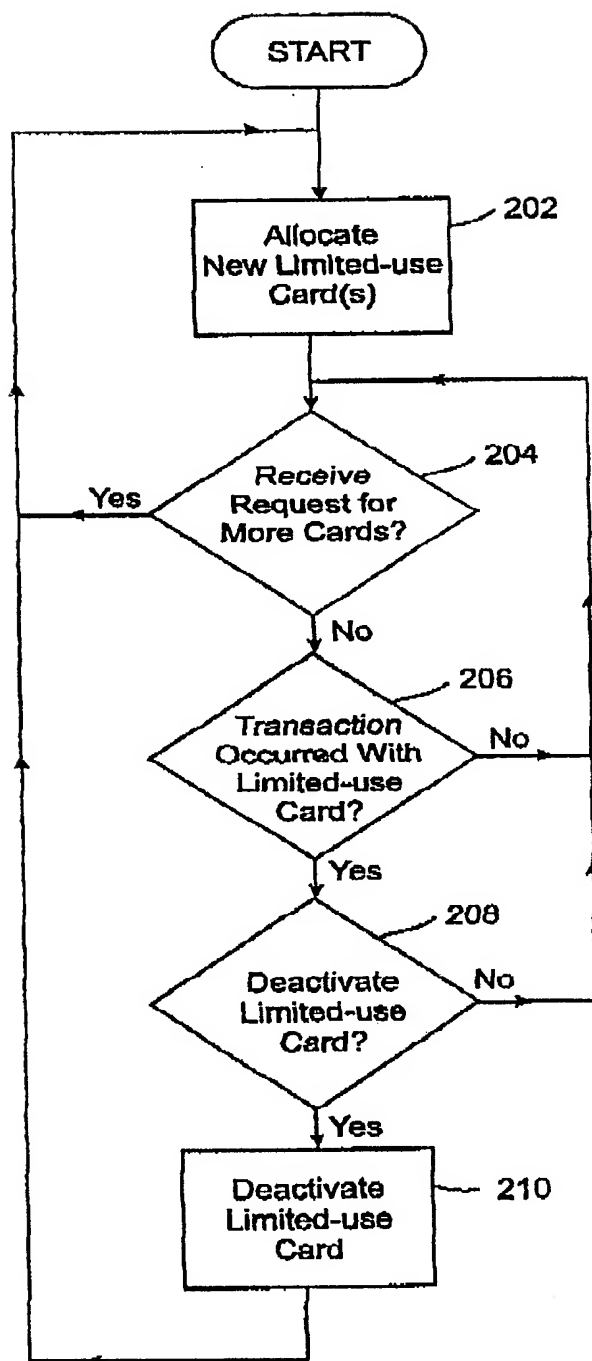 START
202
Allocate
New Limited-use
Card(s)
204
Receive
Request for
More Cards?
Yes
No
206
Transaction
Occurred With
Limited-use
Card?
No
Yes
208
Deactivate
Limited-use
Card?
No
Yes
210
Deactivate
Limited-use
Card